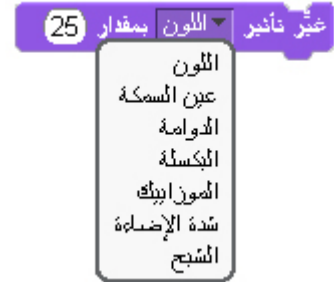 غيِّر تأثير اللون بمقدار 25
اللون
عين السمكة
الدوامة
البكسلة
الموزاييك
شدة الإضاءة
الشبح